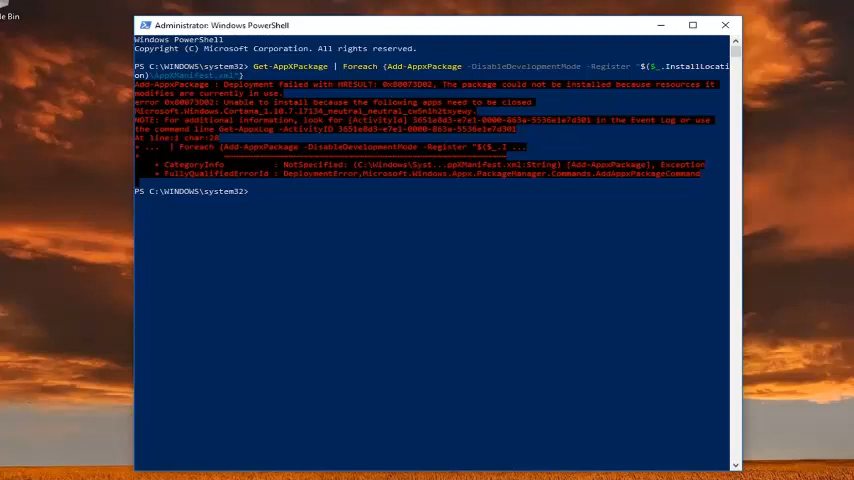 le Bin
Administrator: Windows PowerShell
Windows PowerShell
Copyright (C) Microsoft Corporation. All rights reserved.
PS C:\WINDOWS\system32> Get-AppXPackage | Foreach {Add-AppxPackage -DisableDevelopmentMode -Register "$($_.InstallLocati
on)\AppXManifest.xml"}
Add-AppxPackage : Deployment failed with HRESULT: 0x80073D02, The package could not be installed because resources it
modifies are currently in use.
error 0x80073D02: Unable to install because the following apps need to be closed
Microsoft.Windows.Cortana_1.10.7.17134_neutral_neutral_cw5n1h2txyewy.
NOTE: For additional information, look for [ActivityId] 3651e8d3-e7e1-0000-863a-5536e1e7d301 in the Event Log or use
the command line Get-AppxLog -ActivityID 3651e8d3-e7e1-0000-863a-5536e1e7d301
At line:1 char:28
+ ... | Foreach {Add-AppxPackage -DisableDevelopmentMode -Register "$($_.I ...
+
+ CategoryInfo : NotSpecified: (C:\Windows\Syst...ppXManifest.xml:String) [Add-AppxPackage], Exception
+ FullyQualifiedErrorId : DeploymentError,Microsoft.Windows.Appx.PackageManager.Commands.AddAppxPackageCommand
PS C:\WINDOWS\system32>